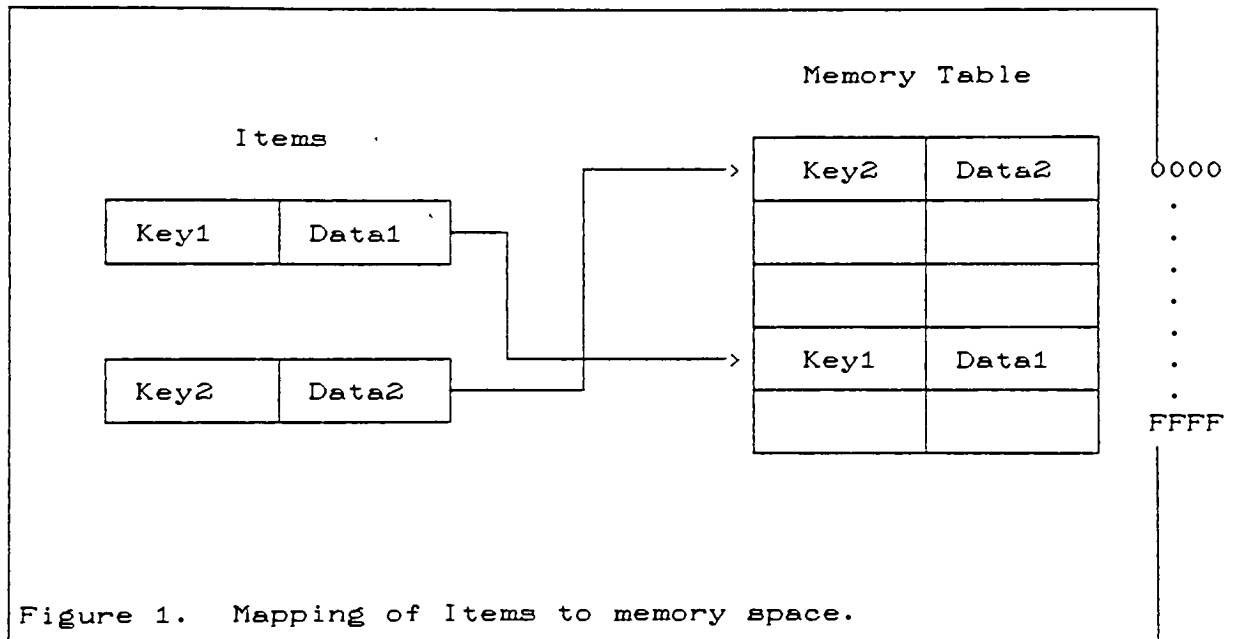 Memory Table
Items
Key2 Data2 0000
Key1 Data1
Key1 Data1
Key2 Data2
FFFF
Figure 1. Mapping of Items to memory space.